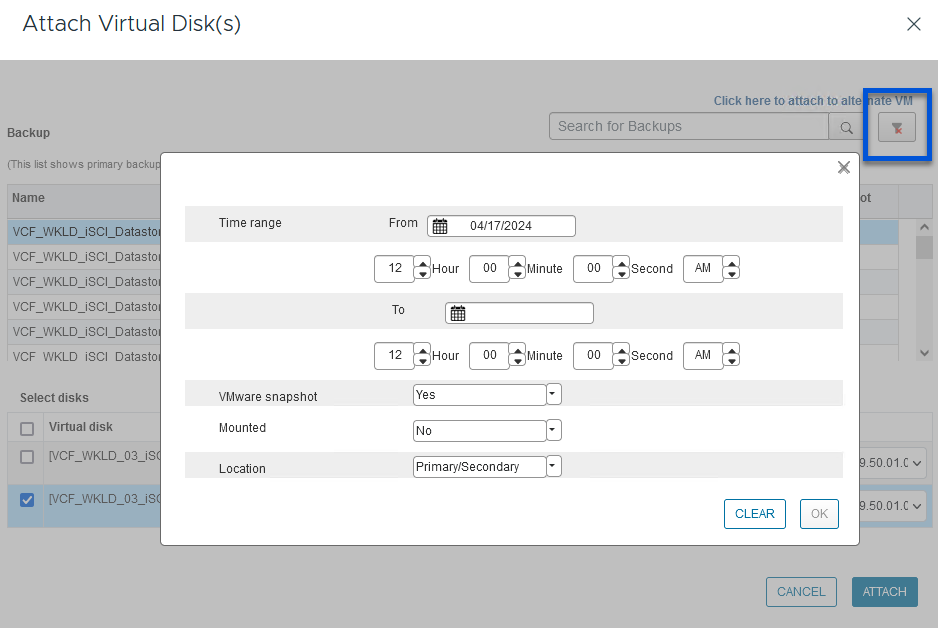 Attach Virtual Disk(s)
Click here to attach to alternate VM
Backup
Search for Backups
(This list shows primary backup
Name
ot
VCF_WKLD_iSCI_Datastor
VCF_WKLD_iSCI_Datastor
VCF_WKLD_iSCI_Datastor
VCF_WKLD_iSCI_Datastor
VCF_WKLD_iSCI_Datastor
VCF_WKLD_iSCI_Datastor
Time range From 04/17/2024
12 Hour 00 Minute 00 Second AM
To
12 Hour 00 Minute 00 Second AM
VMware snapshot Yes
Mounted No
Location Primary/Secondary
CLEAR OK
Select disks
Virtual disk
[VCF_WKLD_03_iSC 9.50.01.0
[VCF_WKLD_03_iSC 9.50.01.0
CANCEL ATTACH